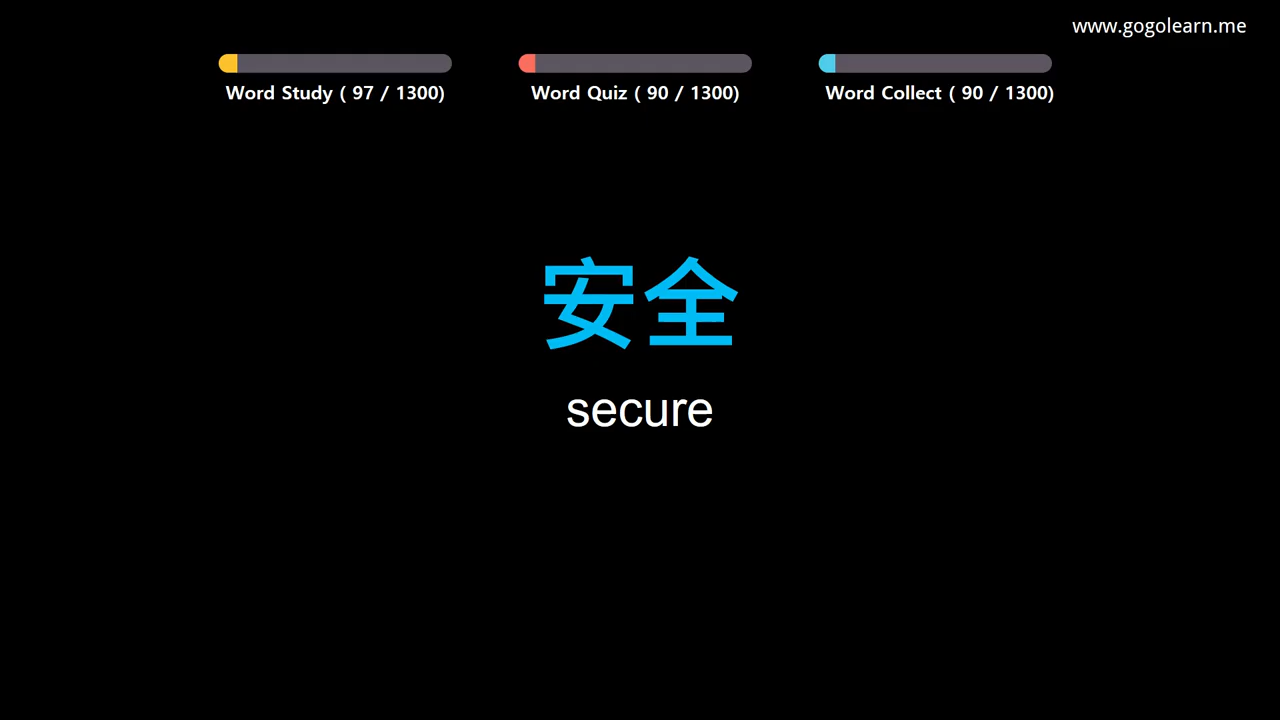 www.gogolearn.me
Word Study ( 97 / 1300)
Word Quiz ( 90 / 1300)
Word Collect ( 90 / 1300)
安全
secure